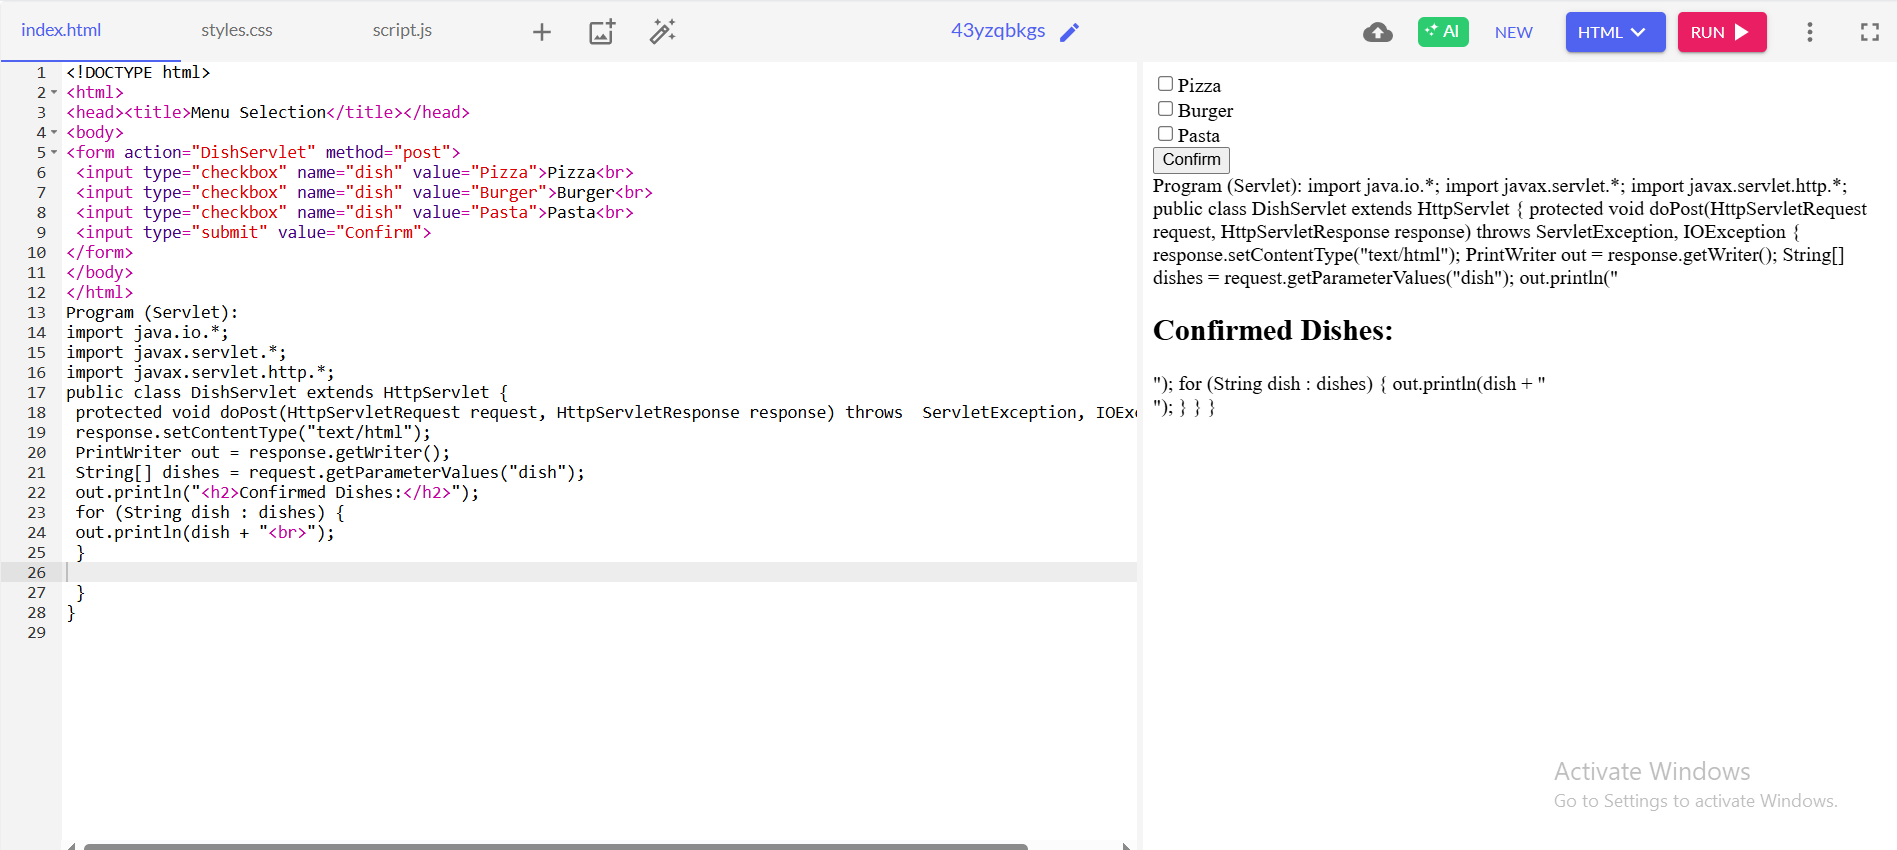 index.html styles.css script.js 43yzqbkgs AI NEW HTML RUN
1 <!DOCTYPE html>
2 <html>
3 <head><title>Menu Selection</title></head>
4 <body>
5 <form action="DishServlet" method="post">
6 <input type="checkbox" name="dish" value="Pizza">Pizza<br>
7 <input type="checkbox" name="dish" value="Burger">Burger<br>
8 <input type="checkbox" name="dish" value="Pasta">Pasta<br>
9 <input type="submit" value="Confirm">
10 </form>
11 </body>
12 </html>
13 Program (Servlet):
14 import java.io.*;
15 import javax.servlet.*;
16 import javax.servlet.http.*;
17 public class DishServlet extends HttpServlet {
18 protected void doPost(HttpServletRequest request, HttpServletResponse response) throws  ServletException, IOExc
19 response.setContentType("text/html");
20 PrintWriter out = response.getWriter();
21 String[] dishes = request.getParameterValues("dish");
22 out.println("<h2>Confirmed Dishes:</h2>");
23 for (String dish : dishes) {
24 out.println(dish + "<br>");
25 }
26
27 }
28 }
29
Pizza
Burger
Pasta
Confirm
Program (Servlet): import java.io.*; import javax.servlet.*; import javax.servlet.http.*;
public class DishServlet extends HttpServlet { protected void doPost(HttpServletRequest
request, HttpServletResponse response) throws ServletException, IOException {
response.setContentType("text/html"); PrintWriter out = response.getWriter(); String[]
dishes = request.getParameterValues("dish"); out.println("
Confirmed Dishes:
"); for (String dish : dishes) { out.println(dish + "
"); } } }
Activate Windows
Go to Settings to activate Windows.